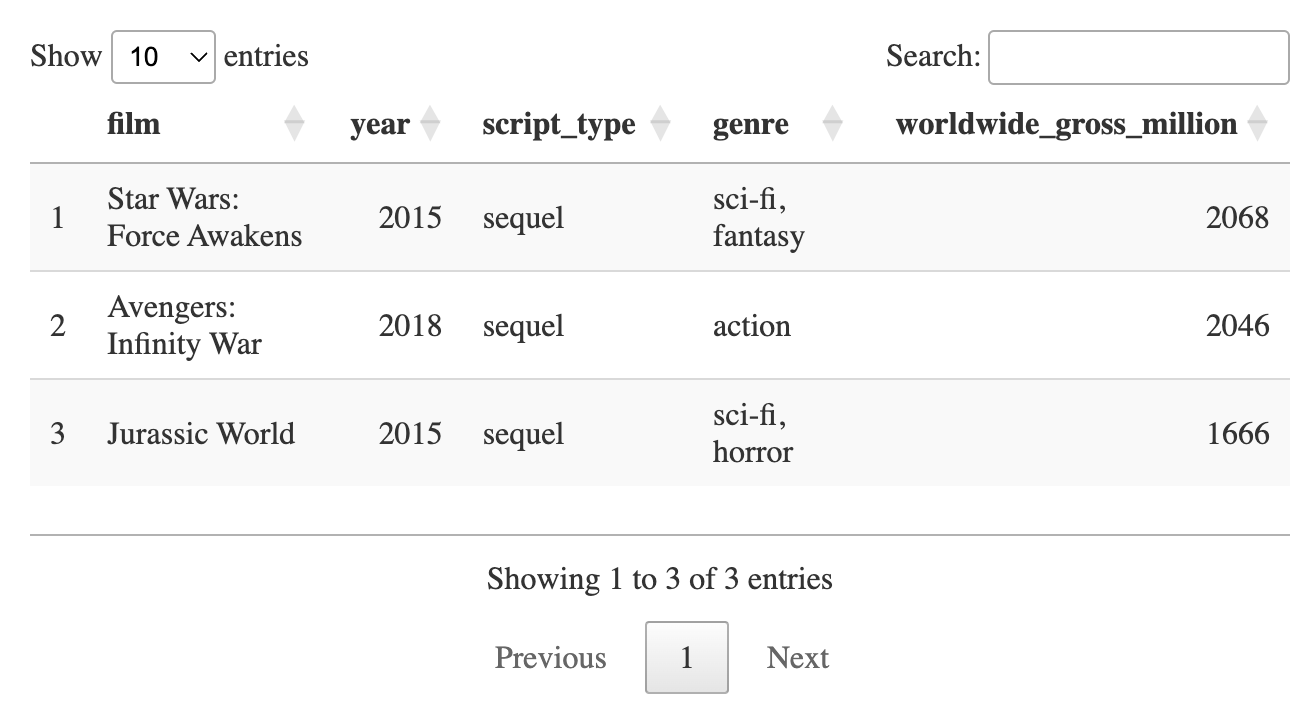 Show 10 entries Search:
film year script_type genre worldwide_gross_million
1 Star Wars: Force Awakens 2015 sequel sci-fi, fantasy 2068
2 Avengers: Infinity War 2018 sequel action 2046
3 Jurassic World 2015 sequel sci-fi, horror 1666
Showing 1 to 3 of 3 entries
Previous 1 Next